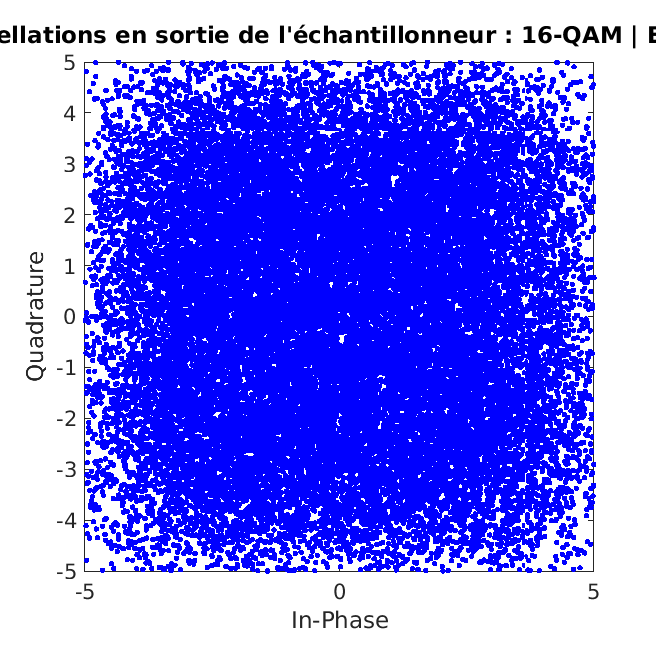 ellations en sortie de l'échantillonneur : 16-QAM | E
5
4
3
2
1
0
-1
-2
-3
-4
-5
Quadrature
-5 0 5
In-Phase